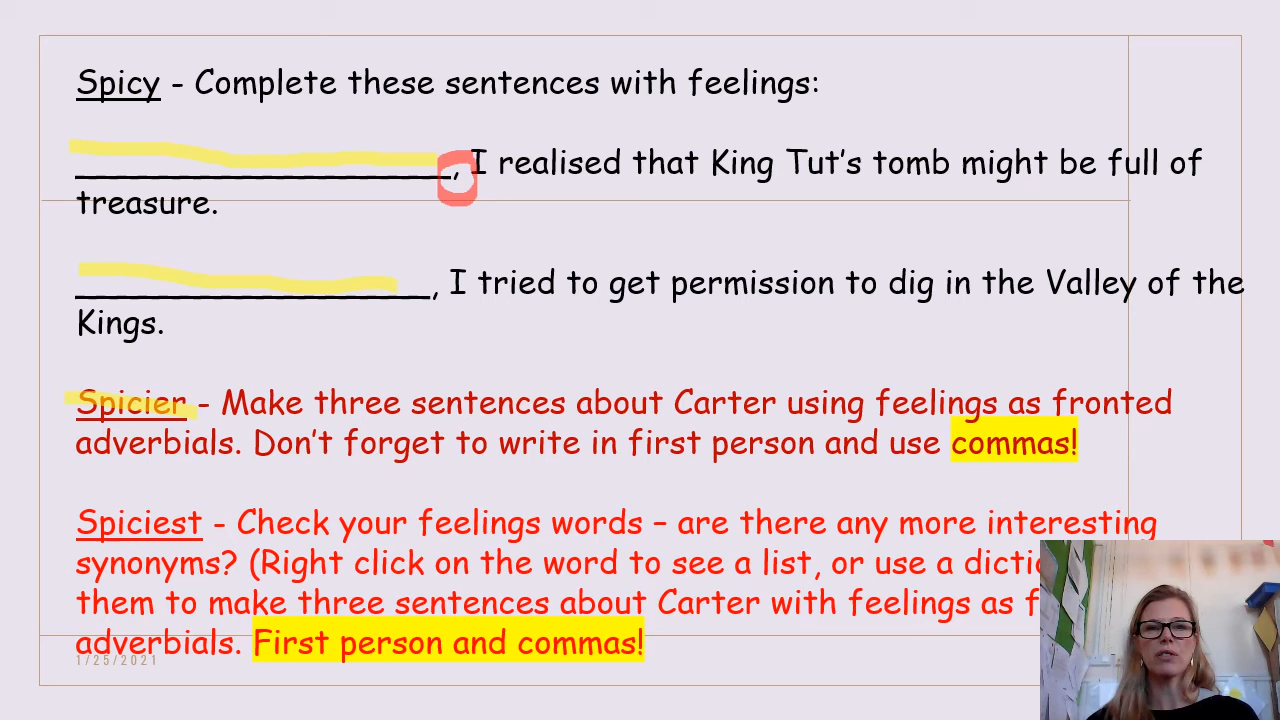 Spicy - Complete these sentences with feelings:
____________________, I realised that King Tut's tomb might be full of
treasure.
___________________, I tried to get permission to dig in the Valley of the
Kings.
Spicier - Make three sentences about Carter using feelings as fronted
adverbials. Don't forget to write in first person and use commas!
Spiciest - Check your feelings words – are there any more interesting
synonyms? (Right click on the word to see a list, or use a
them to make three sentences about Carter with feelings as
adverbials. First person and commas!
1/25/2021